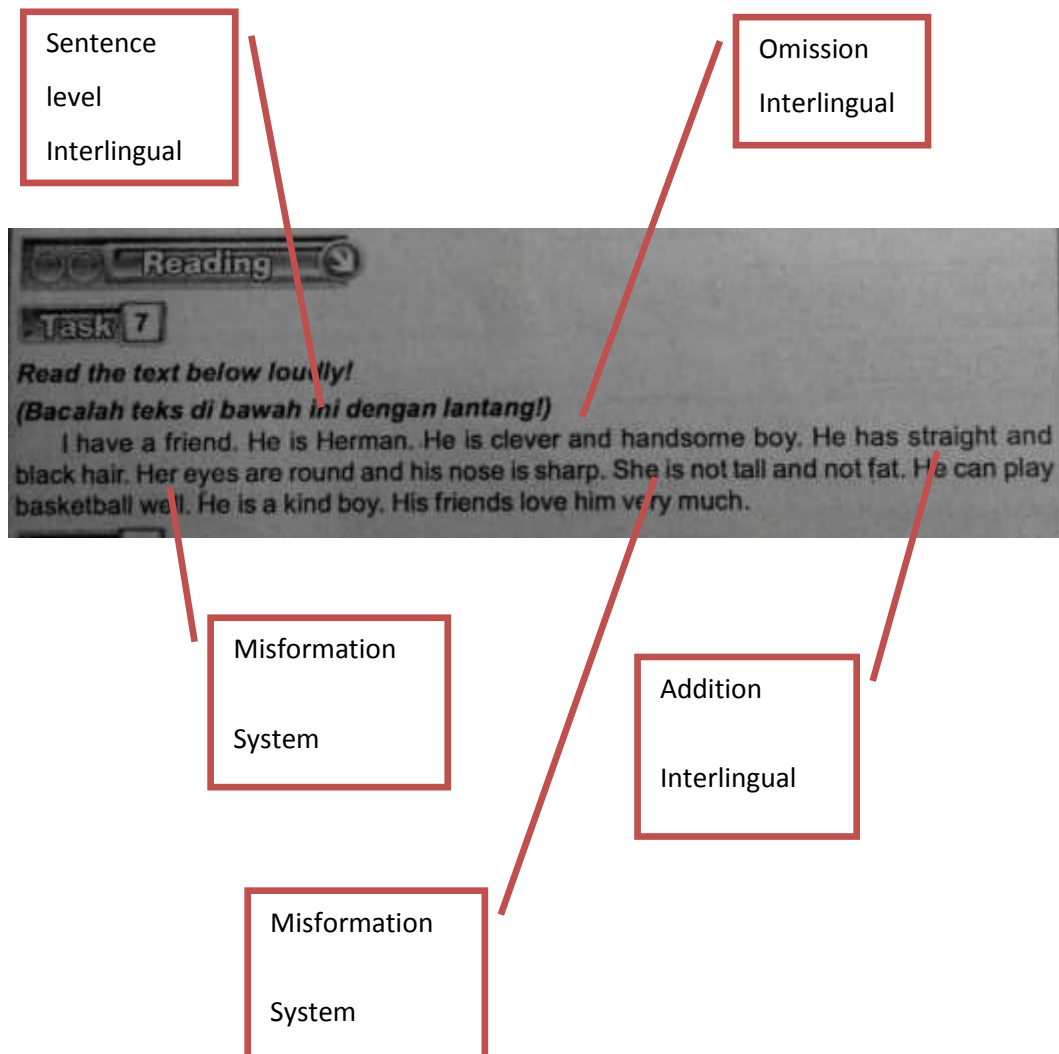 Sentence
level
Interlingual
Omission
Interlingual
Reading
Task 7
Read the text below loudly!
(Bacalah teks di bawah ini dengan lantang!)
I have a friend. He is Herman. He is clever and handsome boy. He has straight and
black hair. Her eyes are round and his nose is sharp. She is not tall and not fat. He can play
basketball well. He is a kind boy. His friends love him very much.
Misformation
System
Addition
Interlingual
Misformation
System